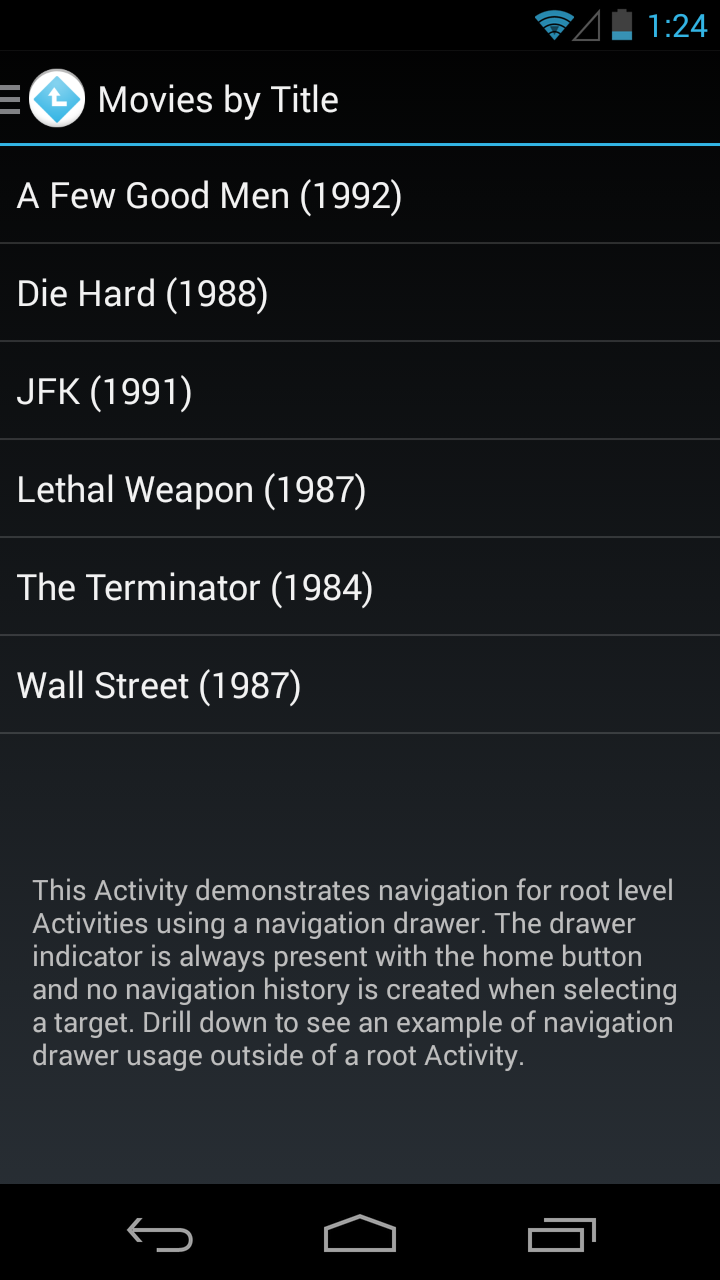 1:24
Movies by Title
A Few Good Men (1992)
Die Hard (1988)
JFK (1991)
Lethal Weapon (1987)
The Terminator (1984)
Wall Street (1987)
This Activity demonstrates navigation for root level
Activities using a navigation drawer. The drawer
indicator is always present with the home button
and no navigation history is created when selecting
a target. Drill down to see an example of navigation
drawer usage outside of a root Activity.